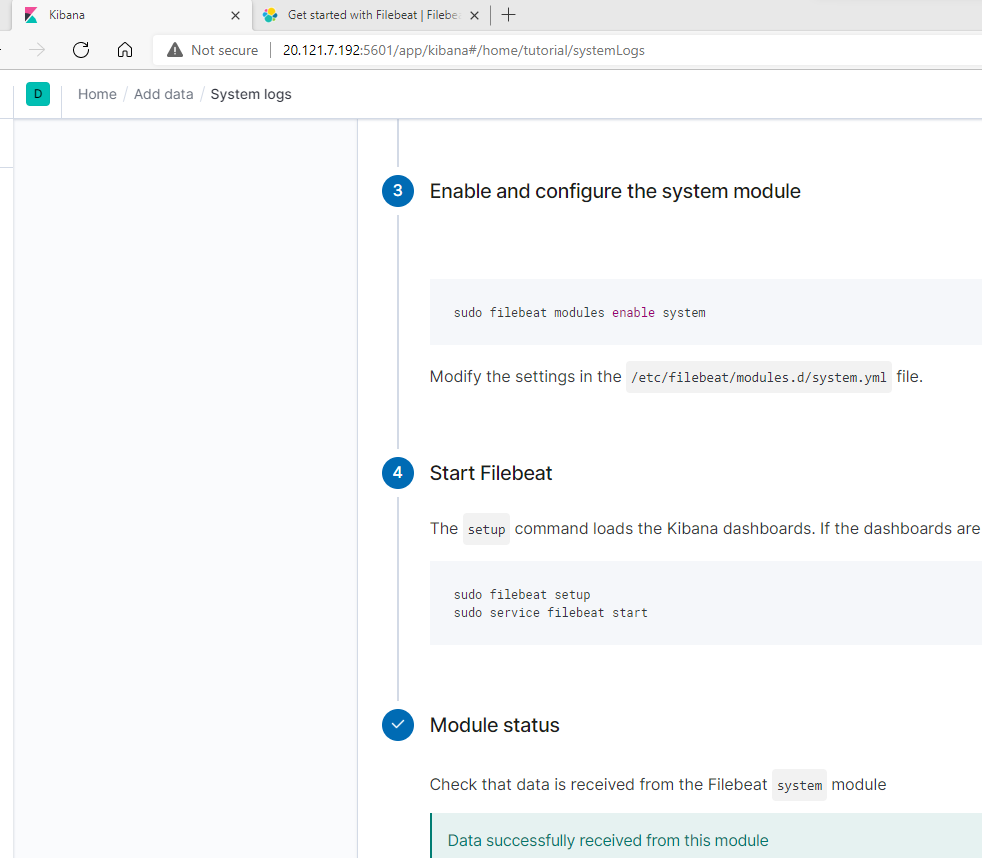 Kibana
Get started with Filebeat | Filebe
Not secure
20.121.7.192:5601/app/kibana#/home/tutorial/systemLogs
D
Home / Add data / System logs
3 Enable and configure the system module
sudo filebeat modules enable system
Modify the settings in the /etc/filebeat/modules.d/system.yml file.
4 Start Filebeat
The setup command loads the Kibana dashboards. If the dashboards are
sudo filebeat setup
sudo service filebeat start
Module status
Check that data is received from the Filebeat system module
Data successfully received from this module